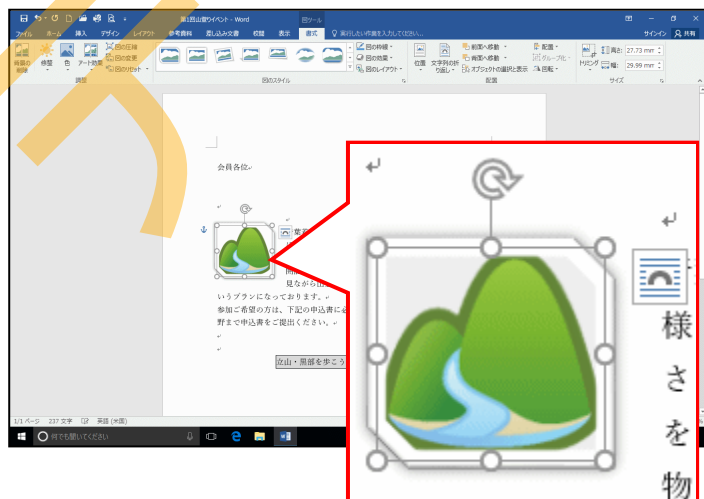 第1回山登りイベント - Word
図ツール
ファイル ホーム 挿入 デザイン レイアウト 参考資料 差し込み文書 校閲 表示 書式 実行したい作業を入力してください...
サインイン 共有
背景の削除
修整
色
アート効果
図の圧縮
図の変更
図のリセット
調整
図のスタイル
図の枠線
図の効果
図のレイアウト
位置
文字列の折り返し
前面へ移動
背面へ移動
オブジェクトの選択と表示
配置
グループ化
回転
配置
トリミング
高さ: 27.73 mm
幅: 29.99 mm
サイズ
会員各位
見ながら
いうプランになっております。
参加ご希望の方は、下記の申込書に必
野まで申込書をご提出ください。
立山・黒部を歩こう
様
さ
を
物
1/1 ページ 237 文字 英語 (米国)
何でも聞いてください